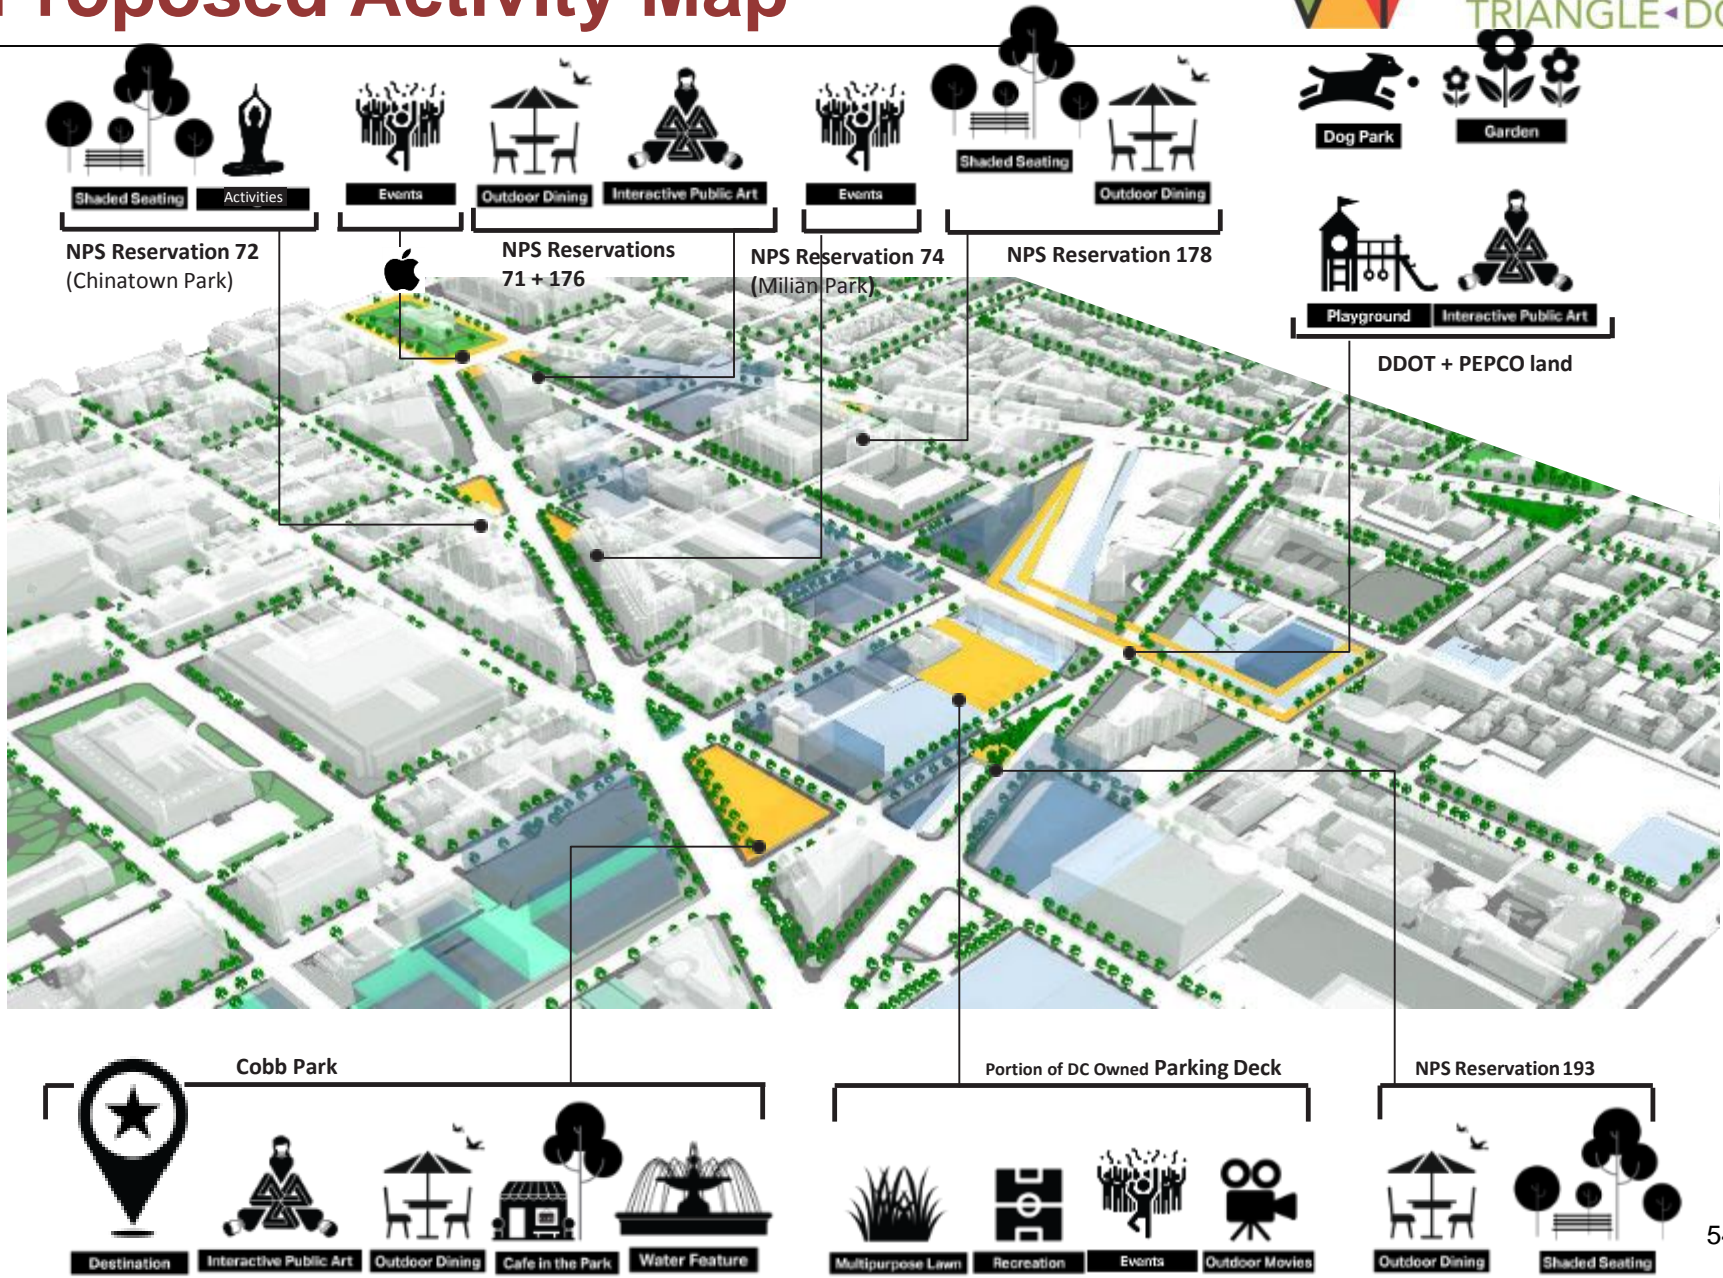 Proposed Activity Map
TRIANGLE
Shaded Seating
Activities
Events
Outdoor Dining
Interactive Public Art
Events
Shaded Seating
Outdoor Dining
Dog Park
Garden
NPS Reservation 72
(Chinatown Park)
NPS Reservations
71 + 176
NPS Reservation 74
(Milian Park)
NPS Reservation 178
Playground
Interactive Public Art
DDOT + PEPCO land
Cobb Park
Portion of DC Owned Parking Deck
NPS Reservation 193
Destination
Interactive Public Art
Outdoor Dining
Cafe in the Park
Water Feature
Multipurpose Lawn
Recreation
Events
Outdoor Movies
Outdoor Dining
Shaded Seating